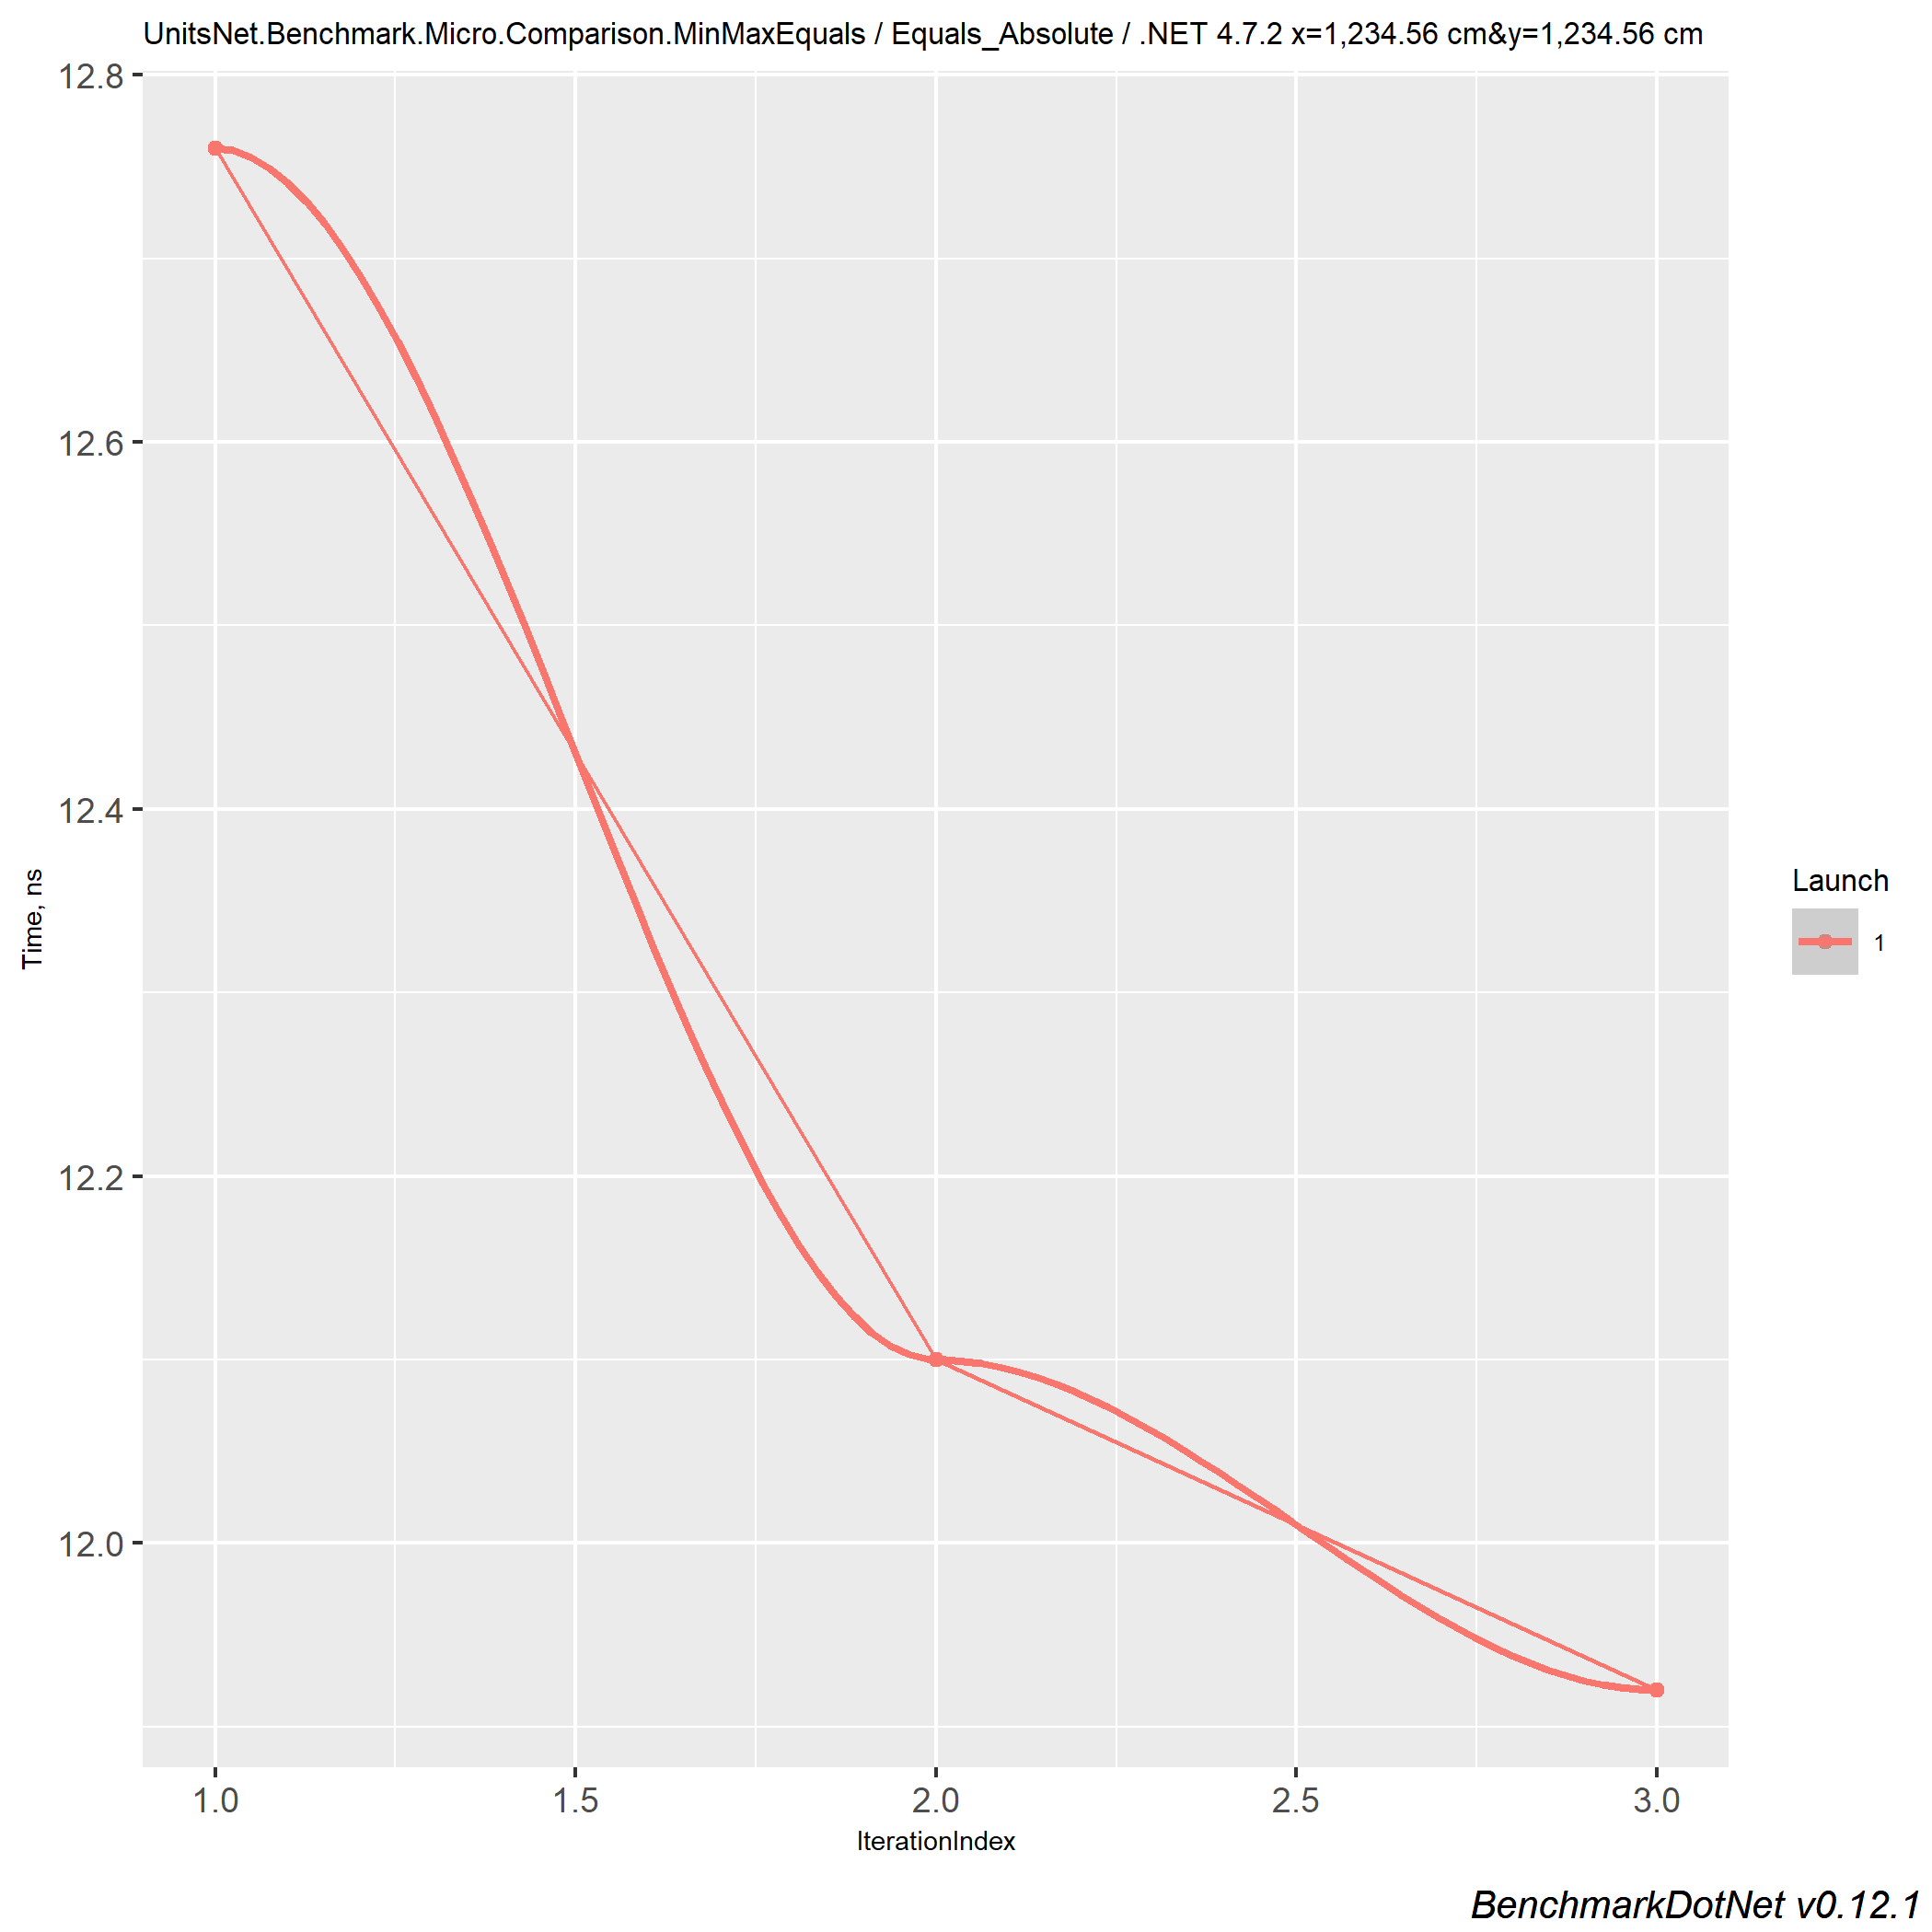 UnitsNet.Benchmark.Micro.Comparison.MinMaxEquals / Equals_Absolute / .NET 4.7.2 x=1,234.56 cm&y=1,234.56 cm
12.8
12.6
12.4
12.2
12.0
Time, ns
1.0 1.5 2.0 2.5 3.0
IterationIndex
Launch
1
BenchmarkDotNet v0.12.1